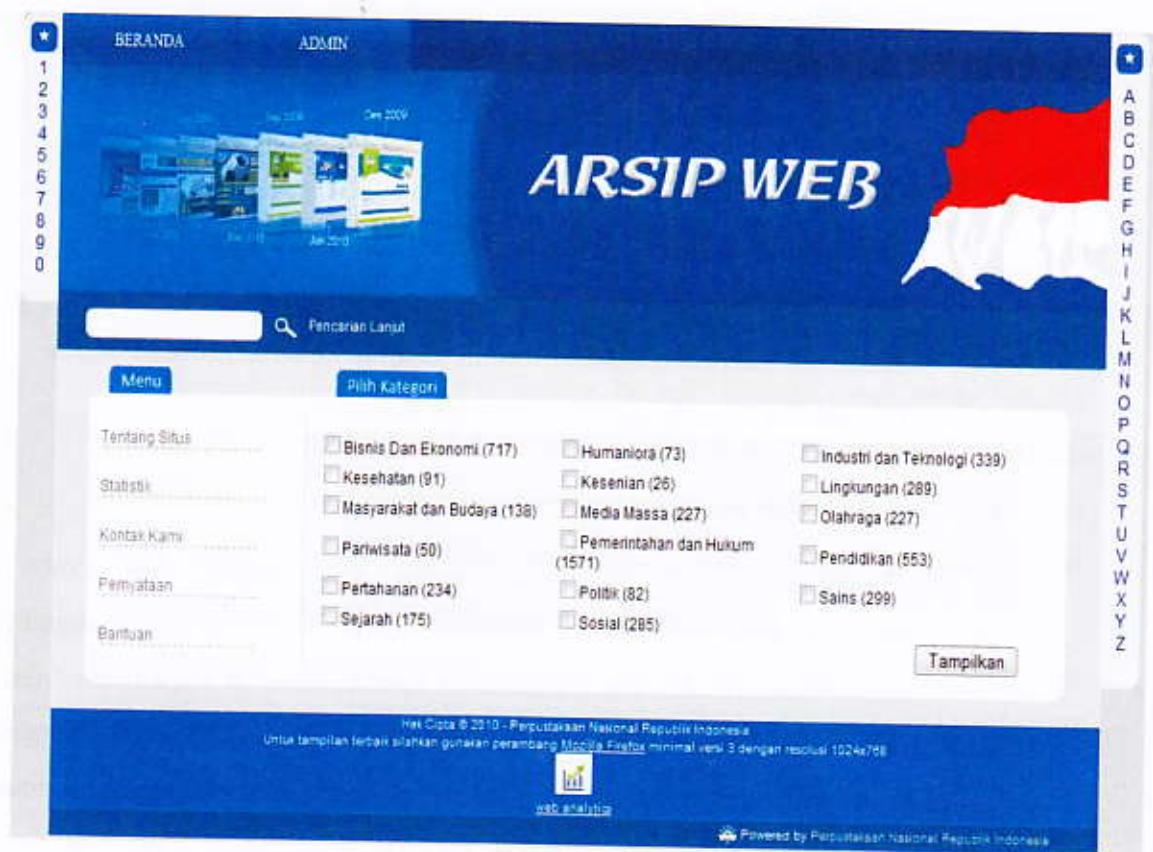 BERANDA ADMIN
1
2
3
4
5
6
7
8
9
0
Des 2009
Jan 2010
ARSIP WEB
A
B
C
D
E
F
G
H
I
J
K
L
M
N
O
P
Q
R
S
T
U
V
W
X
Y
Z
Pencarian Lanjut
Menu
Pilih Kategori
Tentang Situs
Statistik
Kontak Kami
Pernyataan
Bantuan
Bisnis Dan Ekonomi (717) Humaniora (73) Industri dan Teknologi (339)
Kesehatan (91) Kesenian (26) Lingkungan (289)
Masyarakat dan Budaya (138) Media Massa (227) Olahraga (227)
Pariwisata (50) Pemerintahan dan Hukum (1571) Pendidikan (553)
Pertahanan (234) Politik (82) Sains (299)
Sejarah (175) Sosial (285)
Tampilkan
Hak Cipta © 2010 - Perpustakaan Nasional Republik Indonesia
Untuk tampilan terbaik silahkan gunakan perambang Mozilla Firefox minimal versi 3 dengan resolusi 1024x768
web analytics
Powered by Perpustakaan Nasional Republik Indonesia